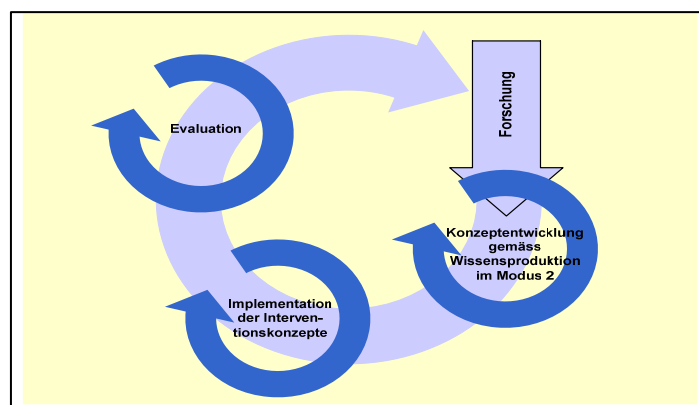 Evaluation
Forschung
Konzeptentwicklung
gemäss
Wissensproduktion
im Modus 2
Implementation
der Interven-
tionskonzepte